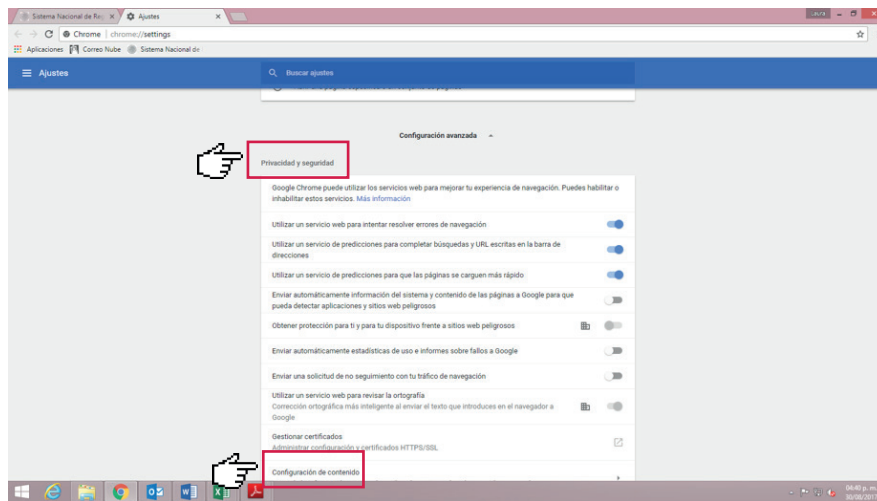 Sistema Nacional de Re
Ajustes
Chrome | chrome://settings
Aplicaciones
Correo Nube
Sistema Nacional de
Ajustes
Buscar ajustes
Configuración avanzada
Privacidad y seguridad
Google Chrome puede utilizar los servicios web para mejorar tu experiencia de navegación. Puedes habilitar o
inhabilitar estos servicios. Más información
Utilizar un servicio web para intentar resolver errores de navegación
Utilizar un servicio de predicciones para completar búsquedas y URL escritas en la barra de
direcciones
Utilizar un servicio de predicciones para que las páginas se carguen más rápido
Enviar automáticamente información del sistema y contenido de las páginas a Google para que
pueda detectar aplicaciones y sitios web peligrosos
Obtener protección para ti y para tu dispositivo frente a sitios web peligrosos
Enviar automáticamente estadísticas de uso e informes sobre fallos a Google
Enviar una solicitud de no seguimiento con tu tráfico de navegación
Utilizar un servicio web para revisar la ortografía
Corrección ortográfica más inteligente al enviar el texto que introduces en el navegador a
Google
Gestionar certificados
Administrar configuración y certificados HTTPS/SSL
Configuración de contenido
06:40 p. m.
30/08/2017